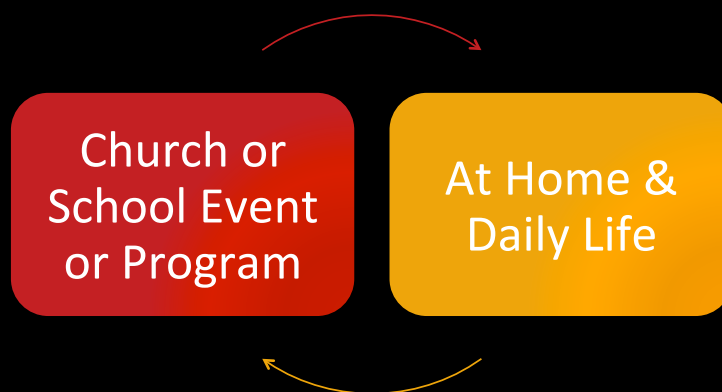 Church or
School Event
or Program
At Home &
Daily Life